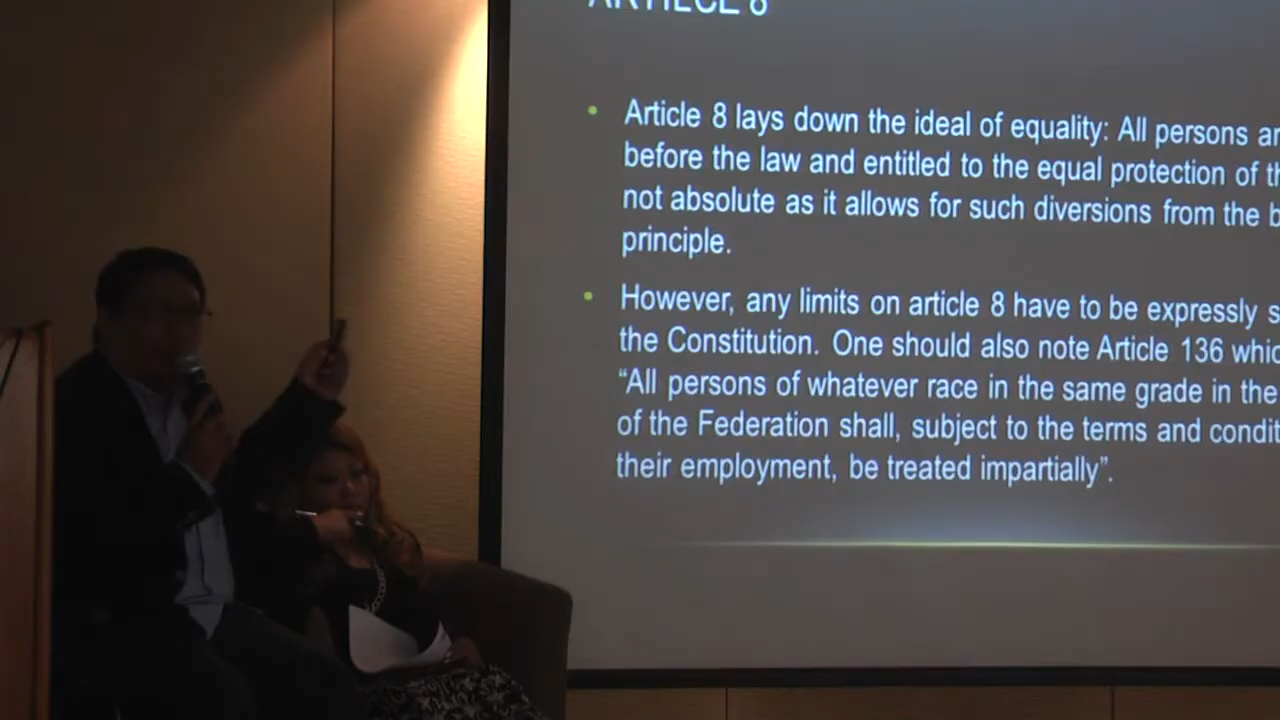 ARTILCE 8
Article 8 lays down the ideal of equality: All persons
before the law and entitled to the equal protection of
not absolute as it allows for such diversions from the
principle.
However, any limits on article 8 have to be expressly
the Constitution. One should also note Article 136
“All persons of whatever race in the same grade in the
of the Federation shall, subject to the terms and
their employment, be treated impartially”.